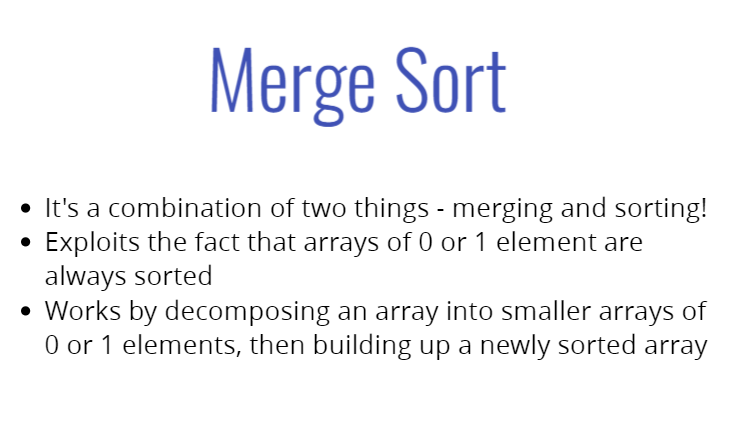 Merge Sort
• It's a combination of two things - merging and sorting!
• Exploits the fact that arrays of 0 or 1 element are
always sorted
• Works by decomposing an array into smaller arrays of
0 or 1 elements, then building up a newly sorted array